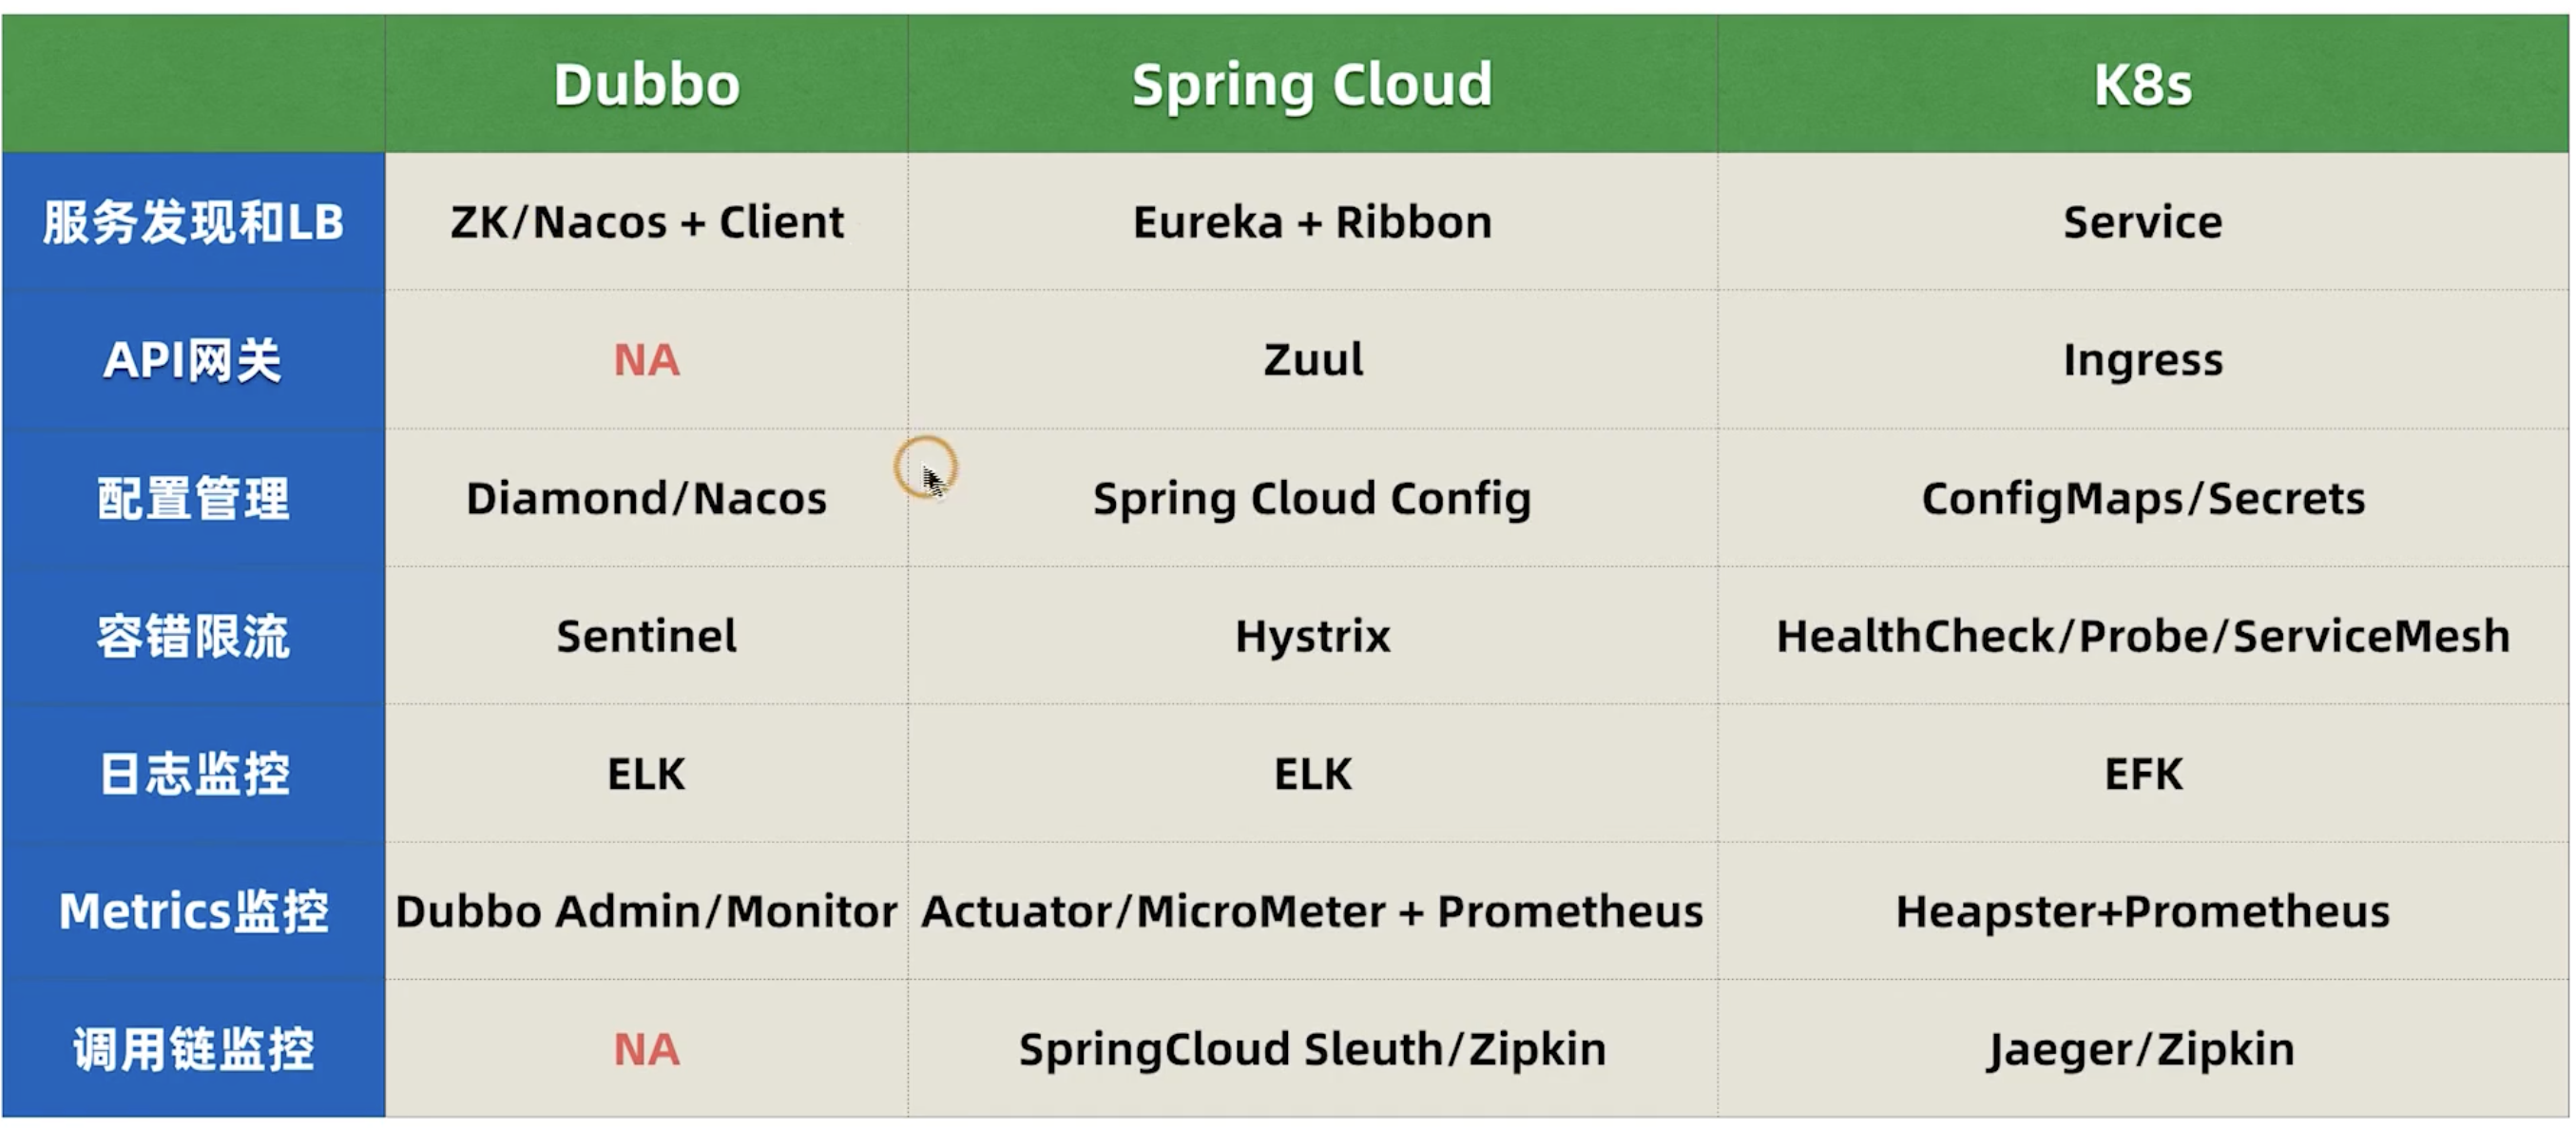 Dubbo
Spring Cloud
K8s
服务发现和LB
ZK/Nacos + Client
Eureka + Ribbon
Service
API网关
NA
Zuul
Ingress
配置管理
Diamond/Nacos
Spring Cloud Config
ConfigMaps/Secrets
容错限流
Sentinel
Hystrix
HealthCheck/Probe/ServiceMesh
日志监控
ELK
ELK
EFK
Metrics监控
Dubbo Admin/Monitor
Actuator/MicroMeter + Prometheus
Heapster+Prometheus
调用链监控
NA
SpringCloud Sleuth/Zipkin
Jaeger/Zipkin